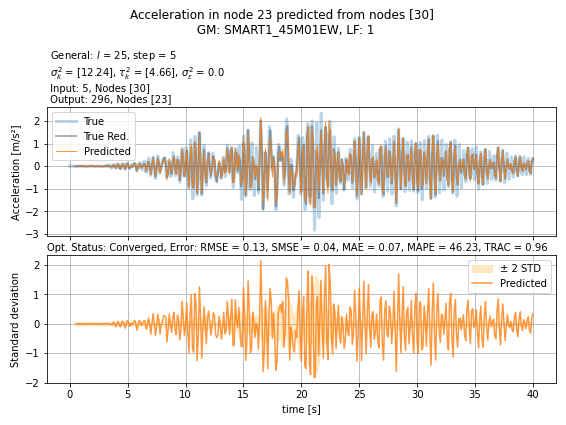 Acceleration in node 23 predicted from nodes [30]
GM: SMART1_45M01EW, LF: 1
General: l = 25, step = 5
σ²ₖ = [12.24], τ²ₖ = [4.66], σ²ε = 0.0
Input: 5, Nodes [30]
Output: 296, Nodes [23]
True
True Red.
Predicted
Acceleration [m/s²]
2
1
0
−1
−2
−3
Opt. Status: Converged, Error: RMSE = 0.13, SMSE = 0.04, MAE = 0.07, MAPE = 46.23, TRAC = 0.96
± 2 STD
Predicted
Standard deviation
2
1
0
−1
−2
0 5 10 15 20 25 30 35 40
time [s]